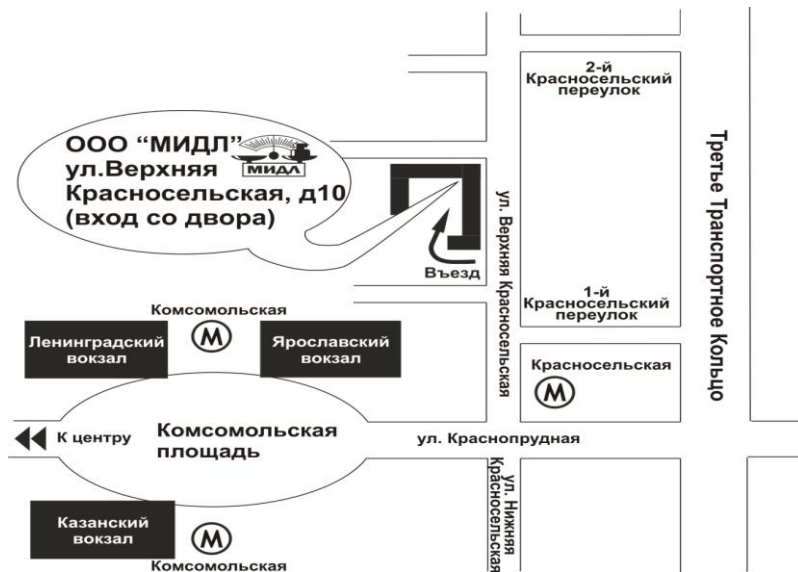 2-й
Красносельский
переулок
ООО “МИДЛ”
ул.Верхняя
Красносельская, д10
(вход со двора)
МИДЛ
Третье Транспортное Кольцо
ул. Верхняя Красносельская
Въезд
1-й
Красносельский
переулок
Комсомольская
М
Ленинградский
вокзал
Ярославский
вокзал
Красносельская
М
К центру
Комсомольская
площадь
ул. Краснопрудная
ул. Нижняя
Красносельская
Казанский
вокзал
М
Комсомольская